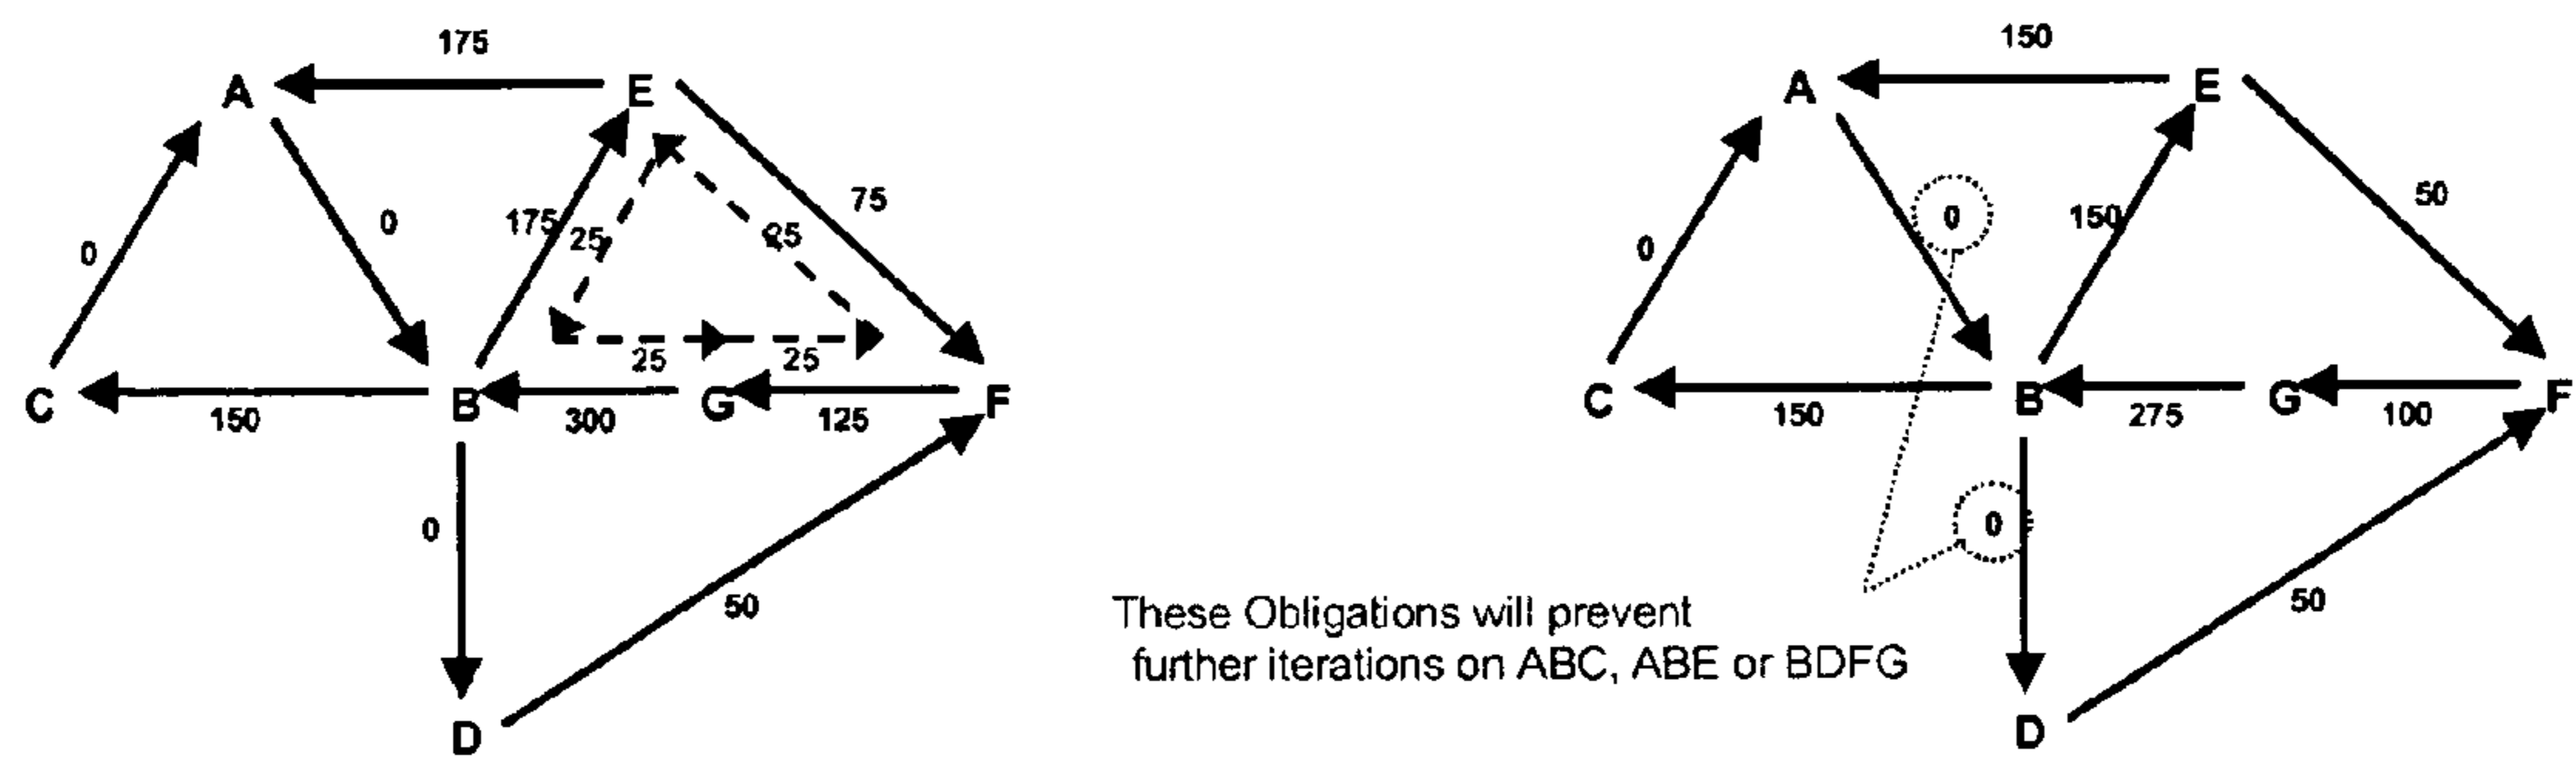 175
A
E
75
0
0
175
25
25
C
B
G
F
150
300
25
25
125
0
50
D
150
A
E
50
0
0
150
C
B
G
F
150
275
100
0
50
These Obligations will prevent
further iterations on ABC, ABE or BDFG
D